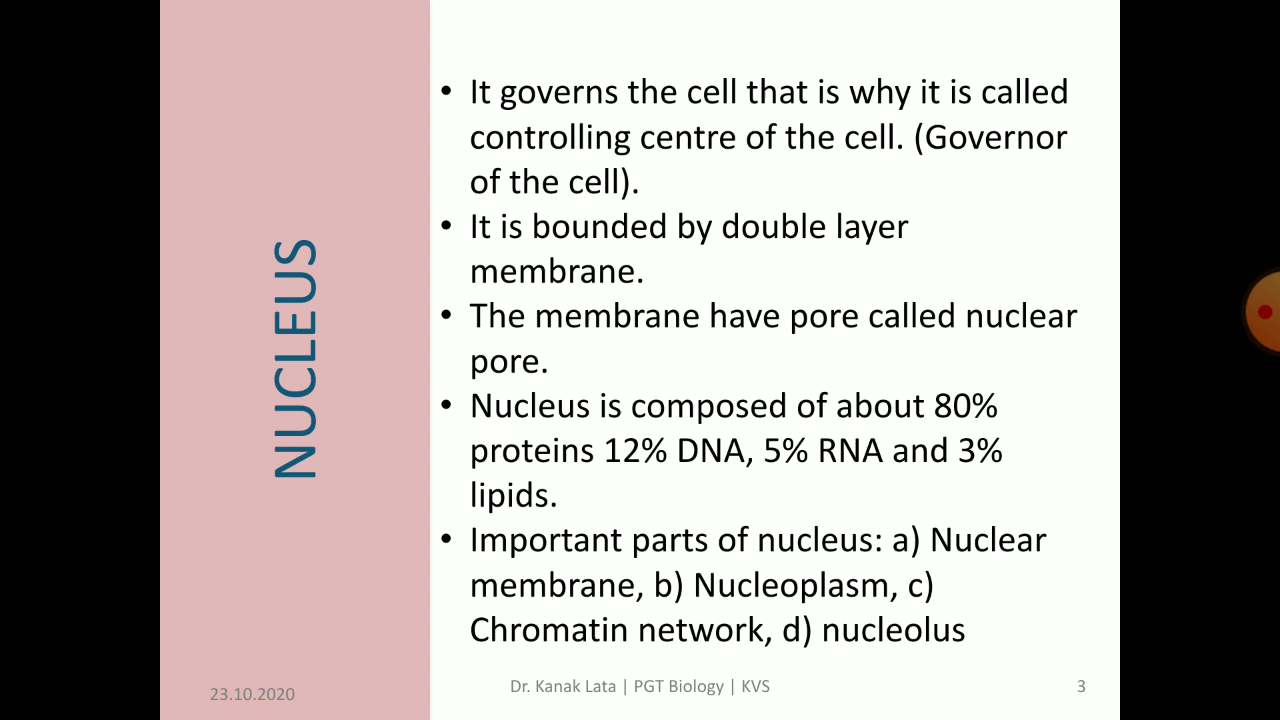 NUCLEUS
• It governs the cell that is why it is called
controlling centre of the cell. (Governor
of the cell).
• It is bounded by double layer
membrane.
• The membrane have pore called nuclear
pore.
• Nucleus is composed of about 80%
proteins 12% DNA, 5% RNA and 3%
lipids.
• Important parts of nucleus: a) Nuclear
membrane, b) Nucleoplasm, c)
Chromatin network, d) nucleolus
23.10.2020
Dr. Kanak Lata | PGT Biology | KVS
3